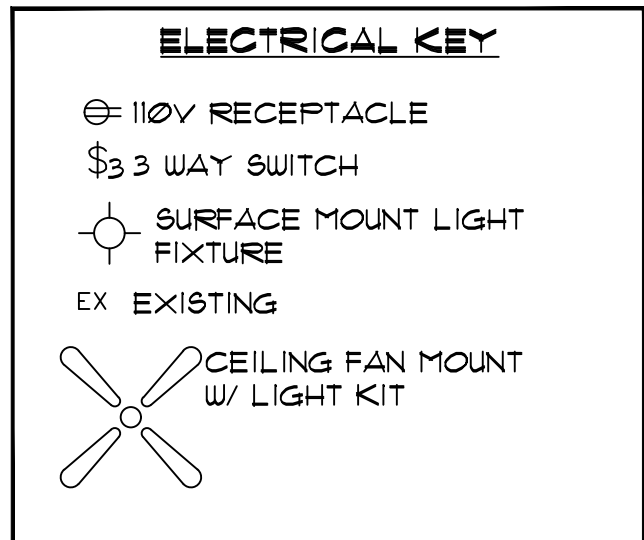 ELECTRICAL KEY
110V RECEPTACLE
$3 3 WAY SWITCH
SURFACE MOUNT LIGHT
FIXTURE
EX EXISTING
CEILING FAN MOUNT
W/ LIGHT KIT